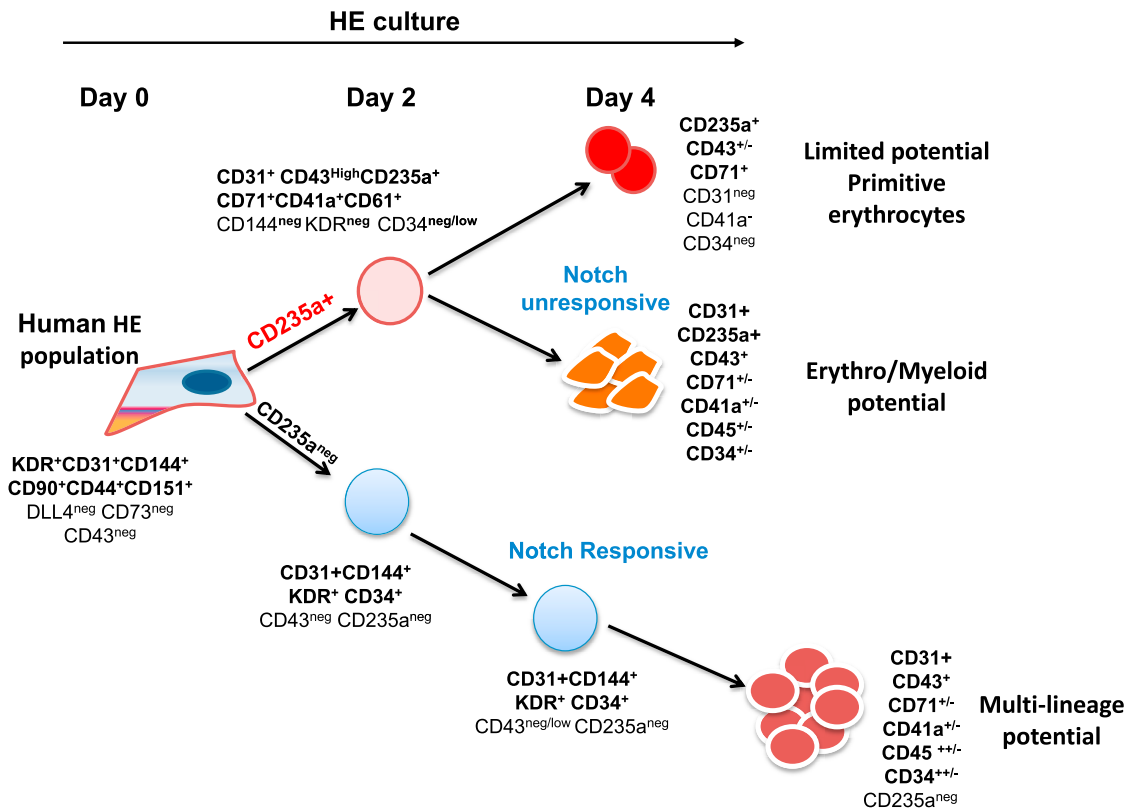 HE culture
Day 0
Day 2
Day 4
CD31⁺ CD43ᴴⁱᵍʰCD235a⁺
CD71⁺CD41a⁺CD61⁺
CD144ⁿᵉᵍ KDRⁿᵉᵍ CD34ⁿᵉᵍ/ˡᵒʷ
CD235a⁺
CD43⁺/⁻
CD71⁺
CD31ⁿᵉᵍ
CD41a⁻
CD34ⁿᵉᵍ
Limited potential
Primitive
erythrocytes
Human HE
population
CD235a+
Notch
unresponsive
CD31+
CD235a+
CD43⁺
CD71⁺/⁻
CD41a⁺/⁻
CD45⁺/⁻
CD34⁺/⁻
Erythro/Myeloid
potential
CD235aⁿᵉᵍ
KDR⁺CD31⁺CD144⁺
CD90⁺CD44⁺CD151⁺
DLL4ⁿᵉᵍ CD73ⁿᵉᵍ
CD43ⁿᵉᵍ
CD31+CD144⁺
KDR⁺ CD34⁺
CD43ⁿᵉᵍ CD235aⁿᵉᵍ
Notch Responsive
CD31+CD144⁺
KDR⁺ CD34⁺
CD43ⁿᵉᵍ/ˡᵒʷ CD235aⁿᵉᵍ
CD31+
CD43⁺
CD71⁺/⁻
CD41a⁺/⁻
CD45 ⁺⁺/⁻
CD34⁺⁺/⁻
CD235aⁿᵉᵍ
Multi-lineage
potential